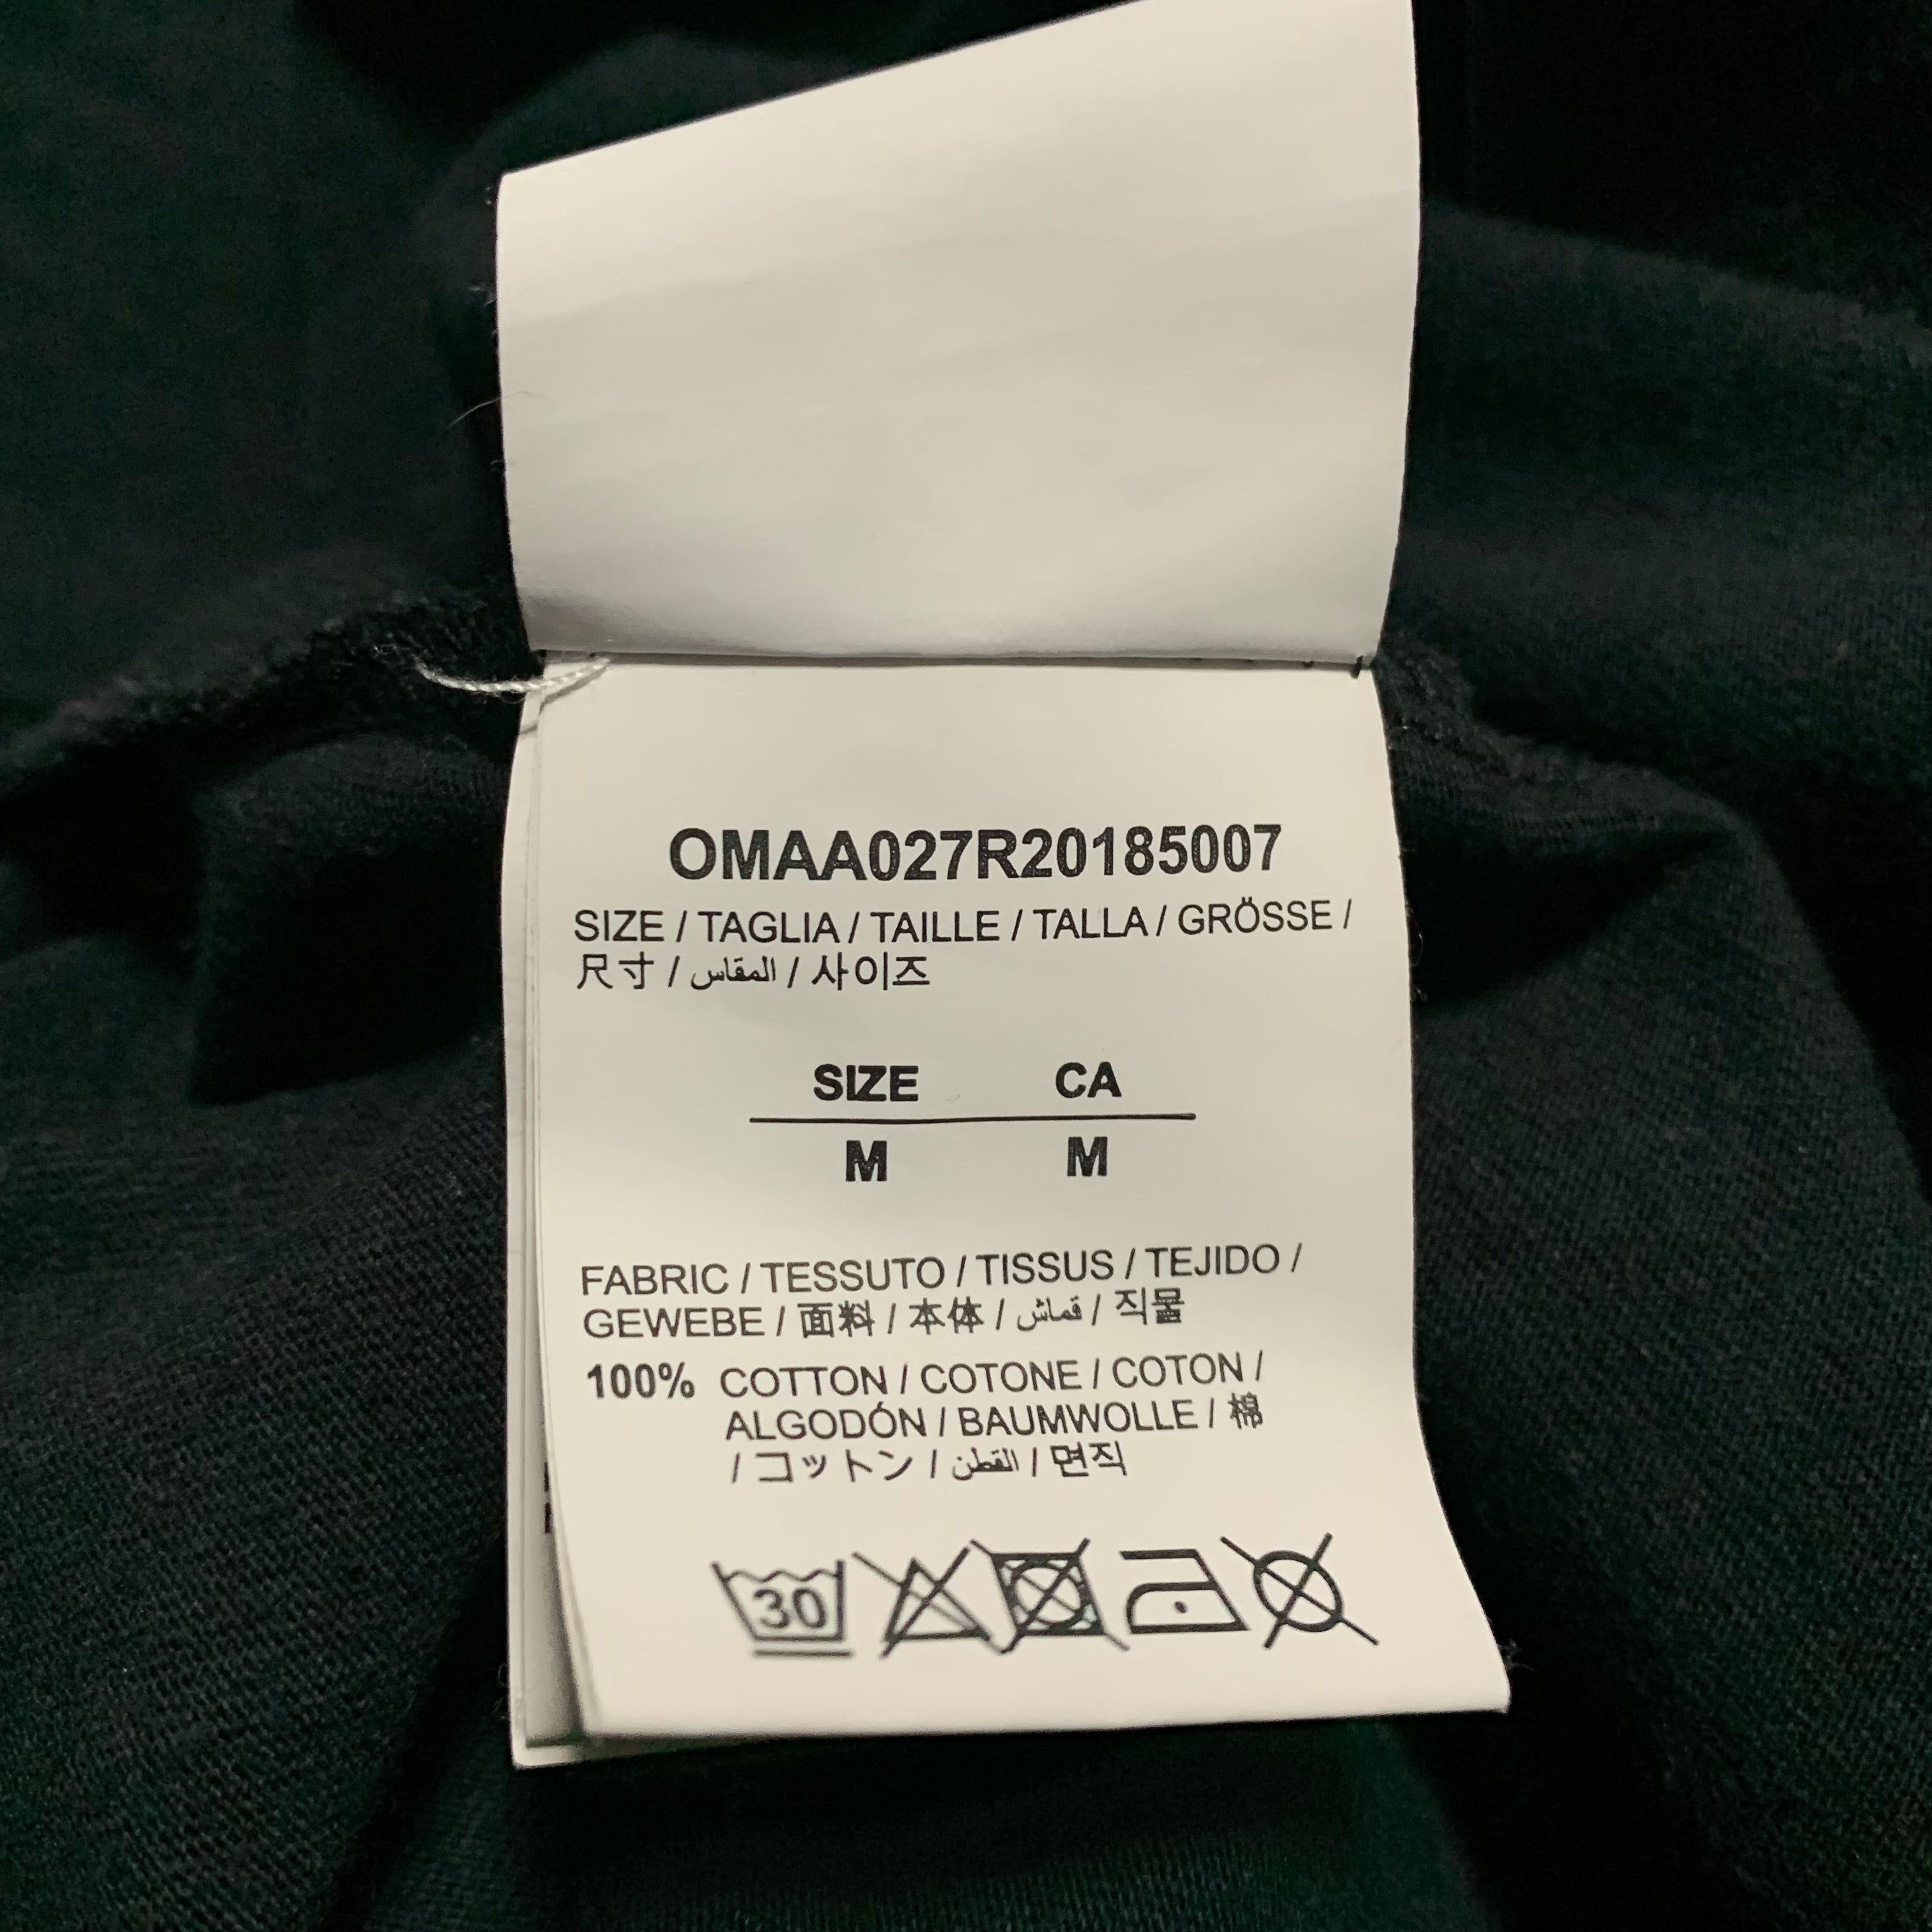 OMAA027R20185007
SIZE / TAGLIA / TAILLE / TALLA / GRÖSSE /
尺寸 / المقاس / 사이즈
SIZE CA
M M
FABRIC / TESSUTO / TISSUS / TEJIDO /
GEWEBE / 面料 / 本体 / قماش / 직물
100% COTTON / COTONE / COTON /
ALGODÓN / BAUMWOLLE / 棉
/ コットン / القطن / 면직
30